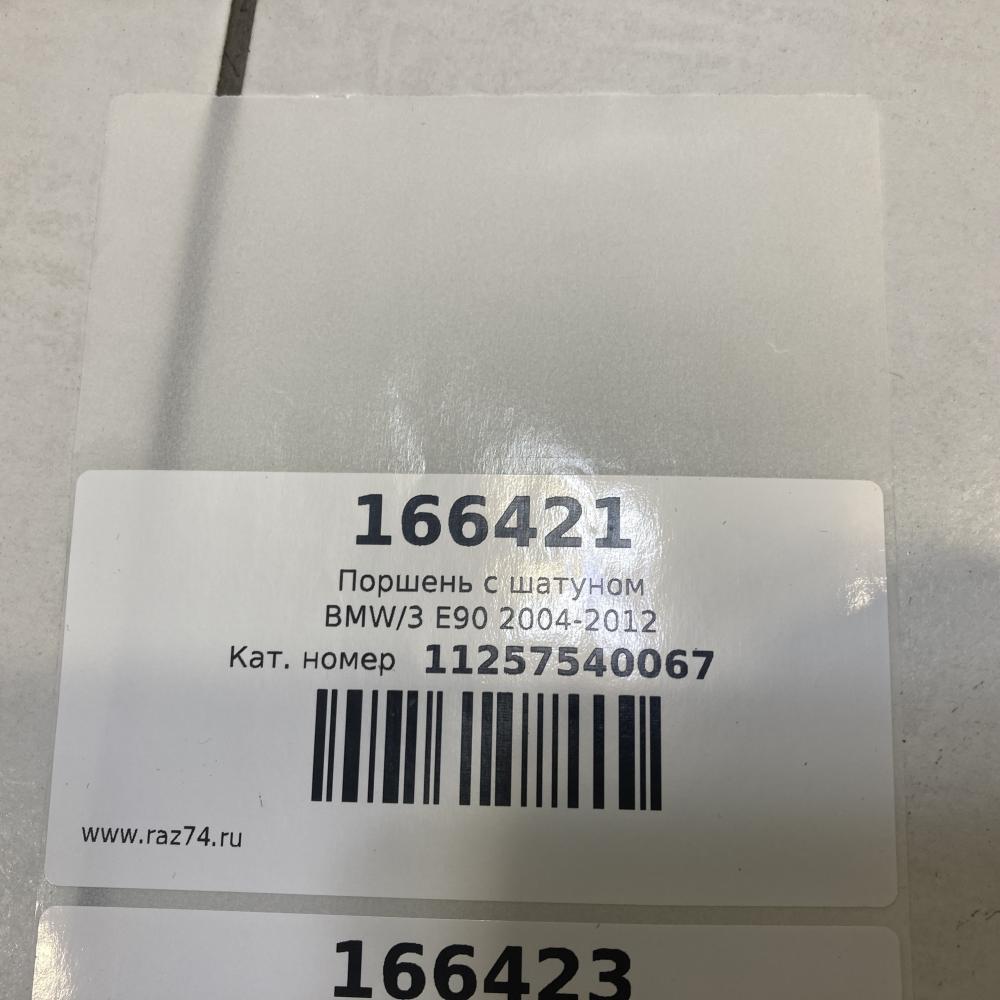 166421
Поршень с шатуном
BMW/3 E90 2004-2012
Кат. номер 11257540067
www.raz74.ru
166423